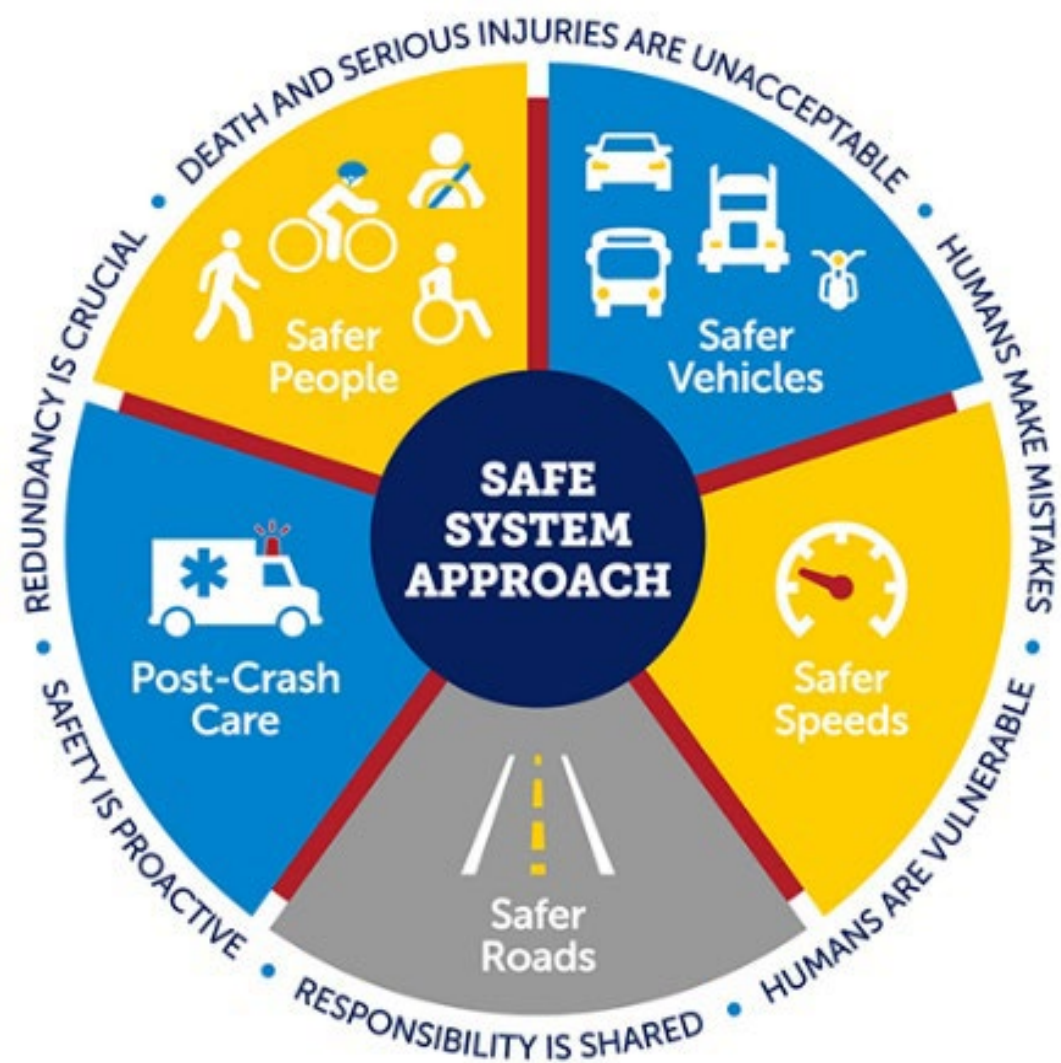 DEATH AND SERIOUS INJURIES ARE UNACCEPTABLE
HUMANS MAKE MISTAKES
HUMANS ARE VULNERABLE
RESPONSIBILITY IS SHARED
SAFETY IS PROACTIVE
REDUNDANCY IS CRUCIAL
Safer
People
Safer
Vehicles
SAFE
SYSTEM
APPROACH
Safer
Speeds
Post-Crash
Care
Safer
Roads